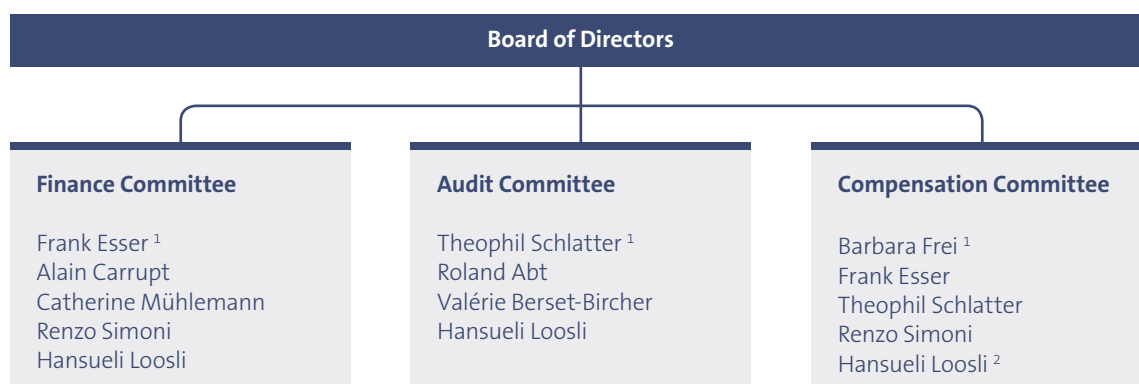 Board of Directors
Finance Committee
Frank Esser ¹
Alain Carrupt
Catherine Mühlemann
Renzo Simoni
Hansueli Loosli
Audit Committee
Theophil Schlatter ¹
Roland Abt
Valérie Berset-Bircher
Hansueli Loosli
Compensation Committee
Barbara Frei ¹
Frank Esser
Theophil Schlatter
Renzo Simoni
Hansueli Loosli ²